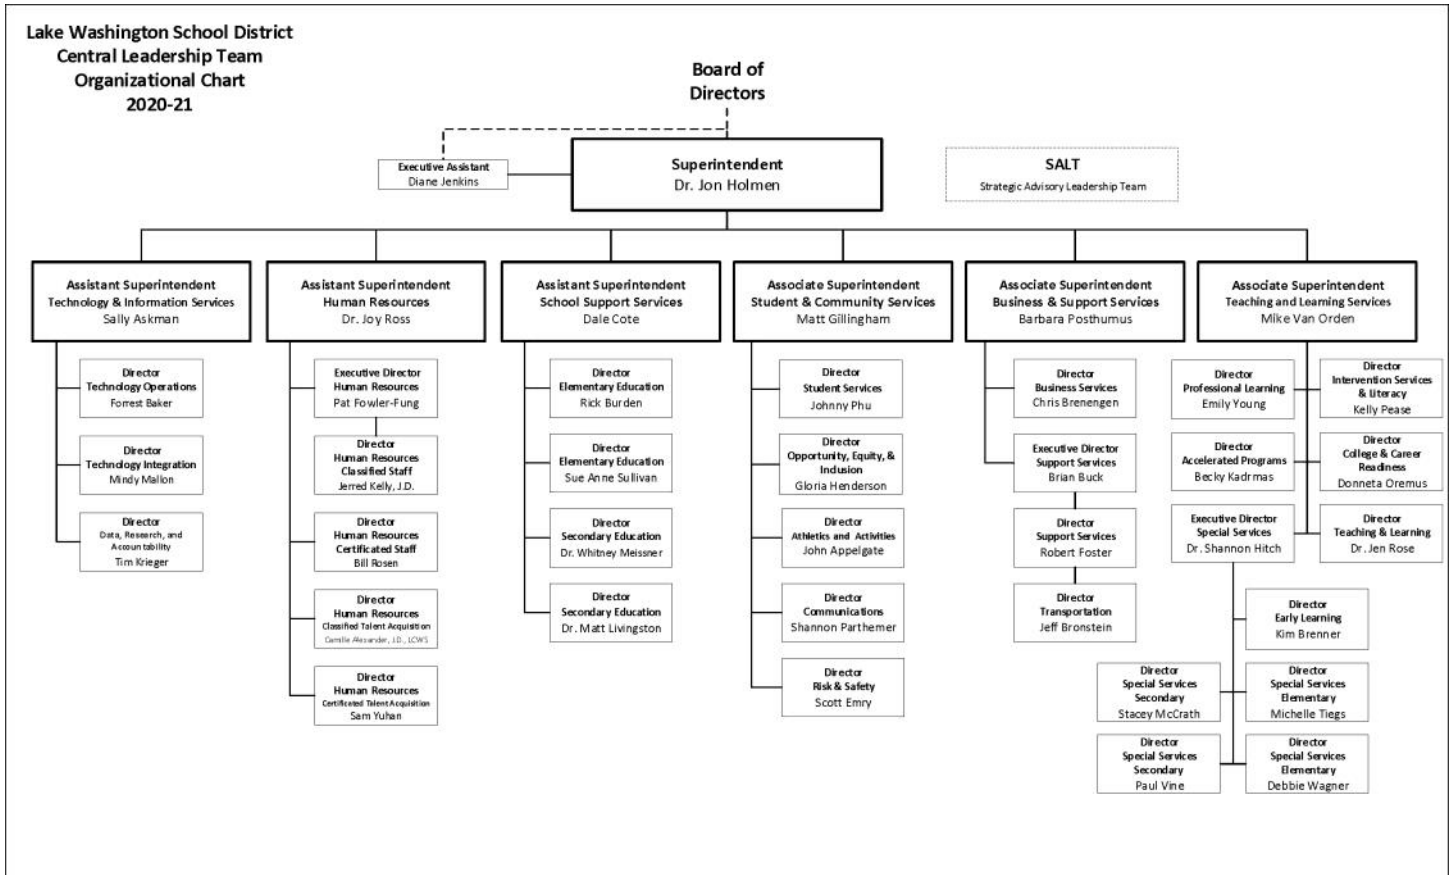 Lake Washington School District
Central Leadership Team
Organizational Chart
2020-21
Board of
Directors
Executive Assistant
Diane Jenkins
Superintendent
Dr. Jon Holmen
SALT
Strategic Advisory Leadership Team
Assistant Superintendent
Technology & Information Services
Sally Askman
Assistant Superintendent
Human Resources
Dr. Joy Ross
Assistant Superintendent
School Support Services
Dale Cote
Associate Superintendent
Student & Community Services
Matt Gillingham
Associate Superintendent
Business & Support Services
Barbara Posthumus
Associate Superintendent
Teaching and Learning Services
Mike Van Orden
Director
Technology Operations
Forrest Baker
Director
Technology Integration
Mindy Mallon
Director
Data, Research, and
Accountability
Tim Krieger
Executive Director
Human Resources
Pat Fowler-Fung
Director
Human Resources
Classified Staff
Jerred Kelly, J.D.
Director
Human Resources
Certificated Staff
Bill Rosen
Director
Human Resources
Classified Talent Acquisition
Camille Alexander, J.D., LCWS
Director
Human Resources
Certificated Talent Acquisition
Sam Yuhan
Director
Elementary Education
Rick Burden
Director
Elementary Education
Sue Anne Sullivan
Director
Secondary Education
Dr. Whitney Meissner
Director
Secondary Education
Dr. Matt Livingston
Director
Student Services
Johnny Phu
Director
Opportunity, Equity, &
Inclusion
Gloria Henderson
Director
Athletics and Activities
John Appelgate
Director
Communications
Shannon Parthemer
Director
Risk & Safety
Scott Emry
Director
Business Services
Chris Brenengen
Executive Director
Support Services
Brian Buck
Director
Support Services
Robert Foster
Director
Transportation
Jeff Bronstein
Director
Professional Learning
Emily Young
Director
Intervention Services
& Literacy
Kelly Pease
Director
Accelerated Programs
Becky Kadrmas
Director
College & Career
Readiness
Donneta Oremus
Executive Director
Special Services
Dr. Shannon Hitch
Director
Teaching & Learning
Dr. Jen Rose
Director
Early Learning
Kim Brenner
Director
Special Services
Secondary
Stacey McCrath
Director
Special Services
Elementary
Michelle Tiegs
Director
Special Services
Secondary
Paul Vine
Director
Special Services
Elementary
Debbie Wagner